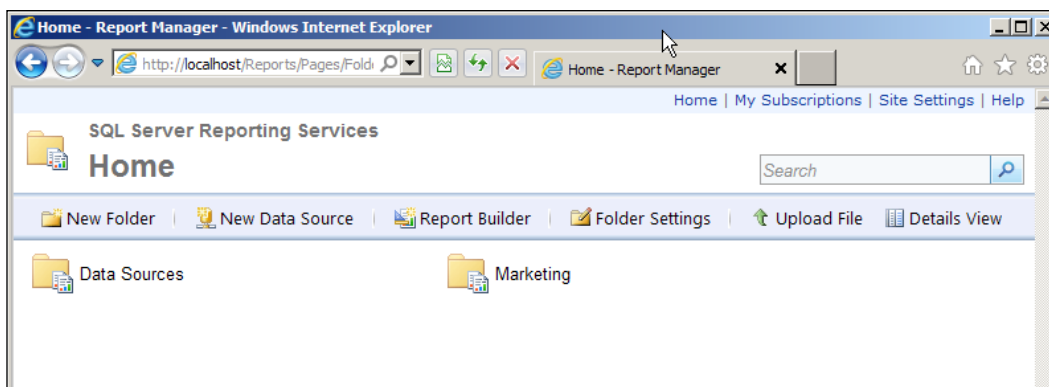 Home - Report Manager - Windows Internet Explorer
http://localhost/Reports/Pages/Fold
Home - Report Manager
Home | My Subscriptions | Site Settings | Help
SQL Server Reporting Services
Home
Search
New Folder | New Data Source | Report Builder | Folder Settings | Upload File Details View
Data Sources
Marketing